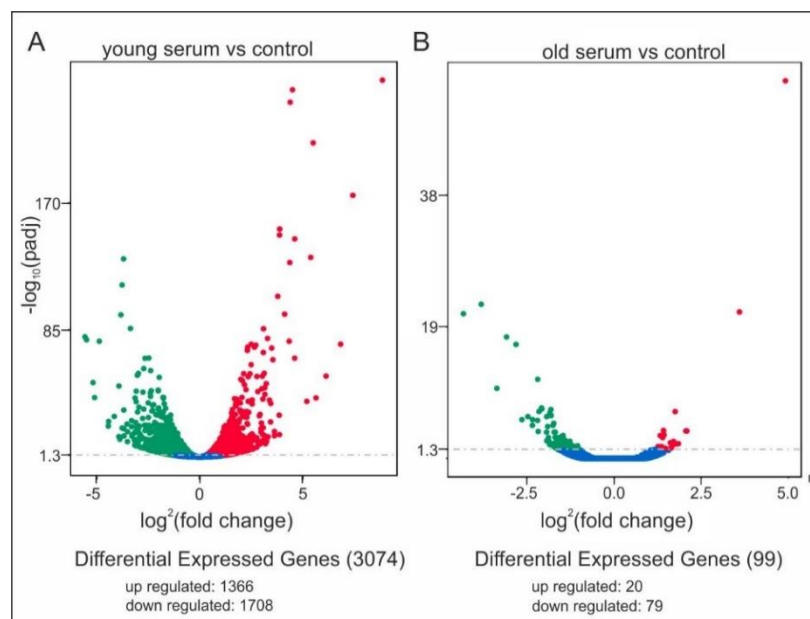 A
young serum vs control
170
85
1.3
-log10(padj)
-5
0
5
log²(fold change)
Differential Expressed Genes (3074)
up regulated: 1366
down regulated: 1708
B
old serum vs control
38
19
1.3
-2.5
0.0
2.5
5.0
log²(fold change)
Differential Expressed Genes (99)
up regulated: 20
down regulated: 79